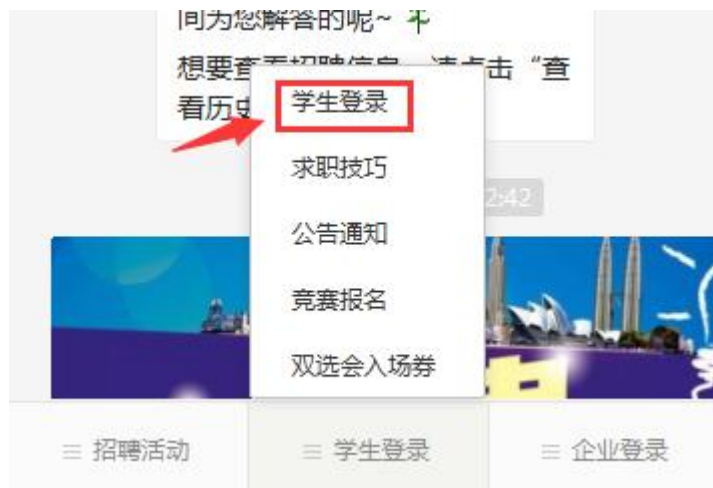 间为您解答的呢~
想要查看招聘信息，请点击“查
看历史
学生登录
求职技巧
2:42
公告通知
竞赛报名
双选会入场券
招聘活动
学生登录
企业登录